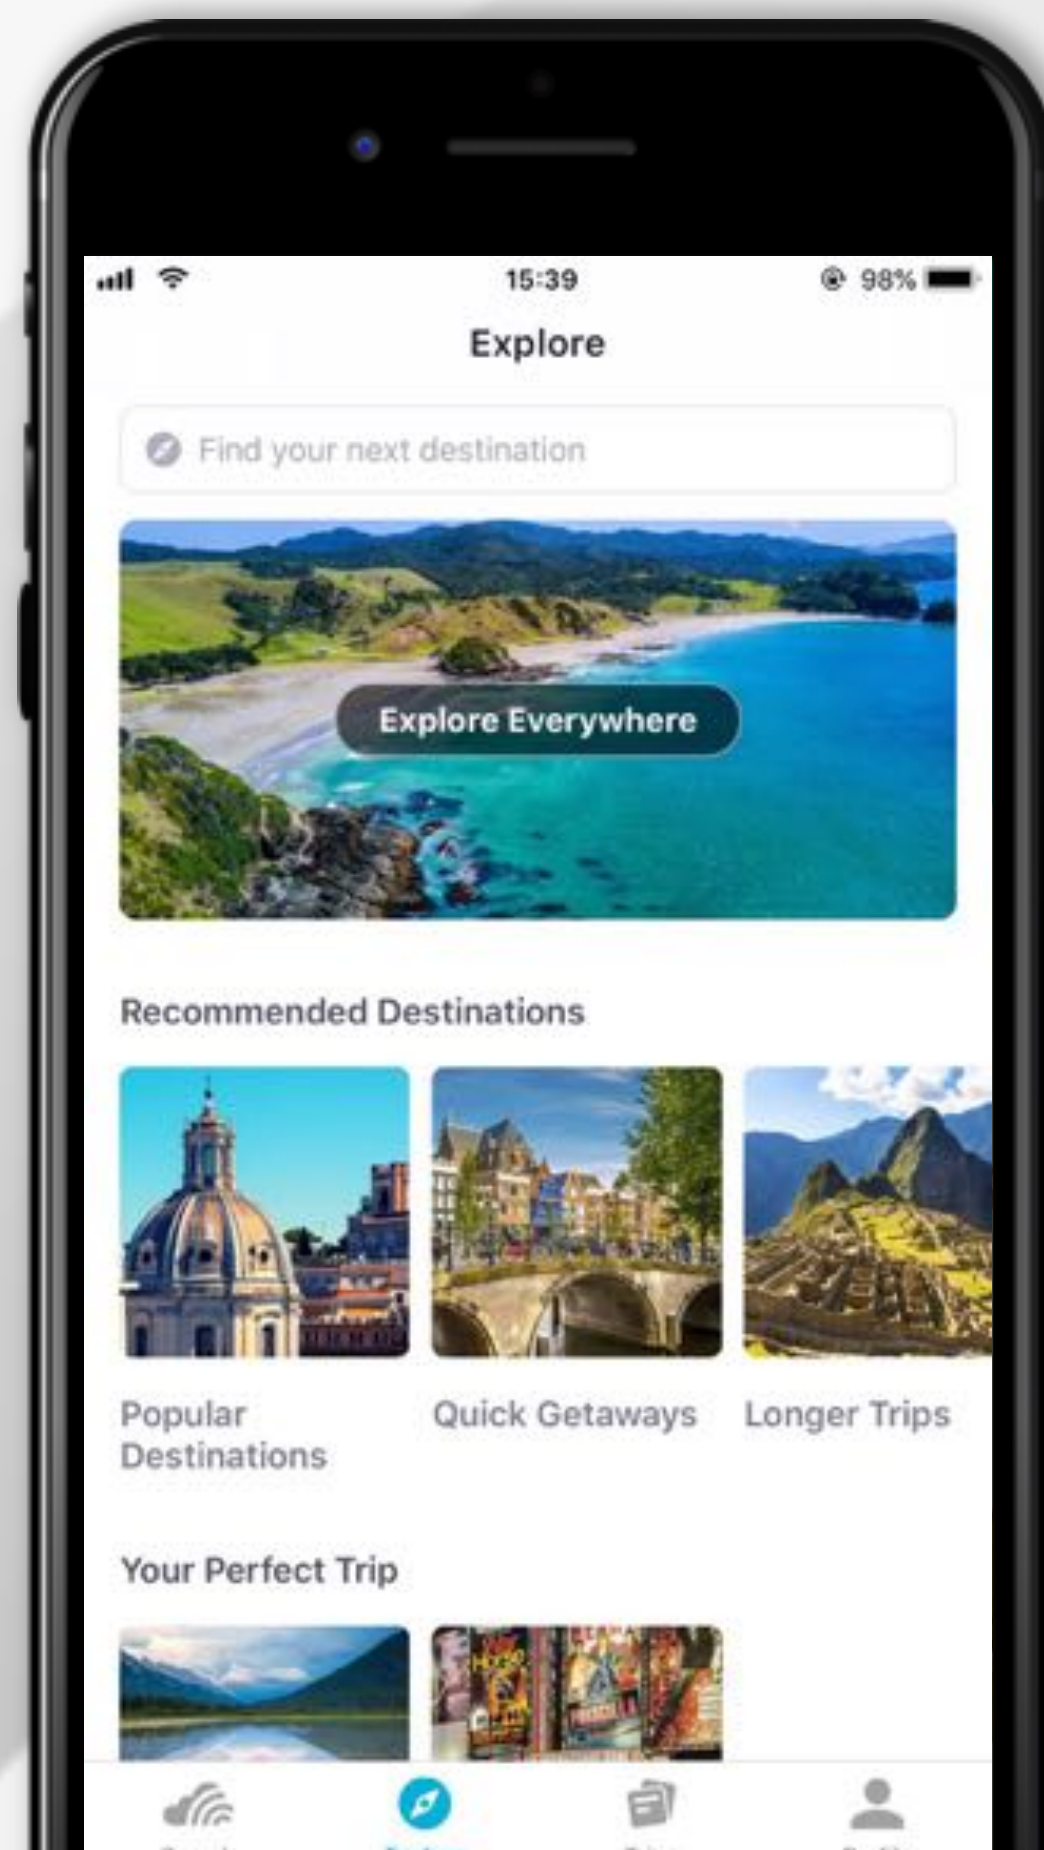 15:39
98%
Explore
Find your next destination
Explore Everywhere
Recommended Destinations
Popular
Destinations
Quick Getaways
Longer Trips
Your Perfect Trip